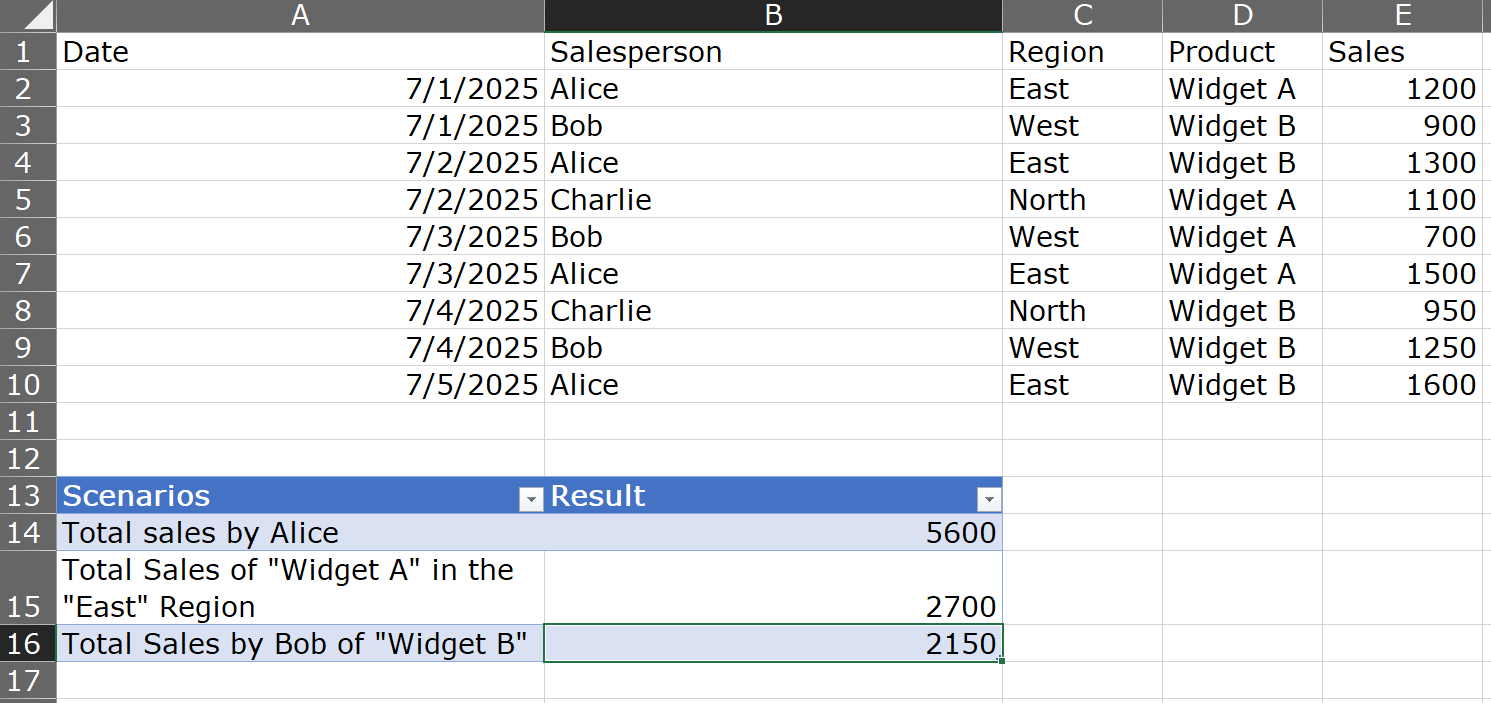 A B C D E
1 Date Salesperson Region Product Sales
2 7/1/2025 Alice East Widget A 1200
3 7/1/2025 Bob West Widget B 900
4 7/2/2025 Alice East Widget B 1300
5 7/2/2025 Charlie North Widget A 1100
6 7/3/2025 Bob West Widget A 700
7 7/3/2025 Alice East Widget A 1500
8 7/4/2025 Charlie North Widget B 950
9 7/4/2025 Bob West Widget B 1250
10 7/5/2025 Alice East Widget B 1600
11
12
13 Scenarios Result
14 Total sales by Alice 5600
Total Sales of "Widget A" in the
15 "East" Region 2700
16 Total Sales by Bob of "Widget B" 2150
17